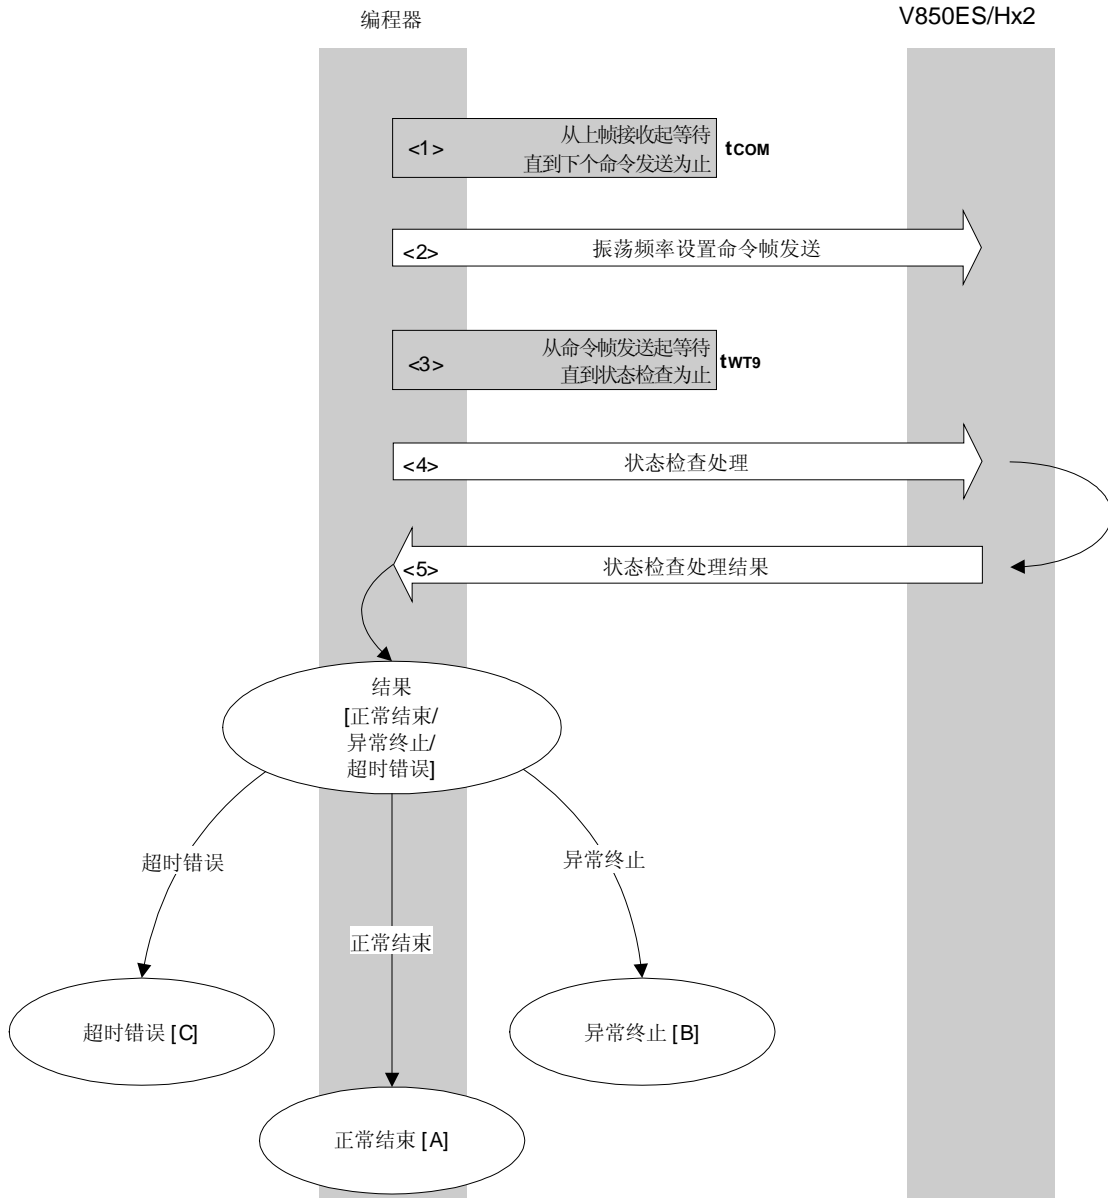 编程器
V850ES/Hx2
<1>
从上帧接收起等待
直到下个命令发送为止
tCOM
<2>
振荡频率设置命令帧发送
<3>
从命令帧发送起等待
直到状态检查为止
tWT9
<4>
状态检查处理
<5>
状态检查处理结果
结果
[正常结束/
异常终止/
超时错误]
超时错误
异常终止
正常结束
超时错误 [C]
异常终止 [B]
正常结束 [A]